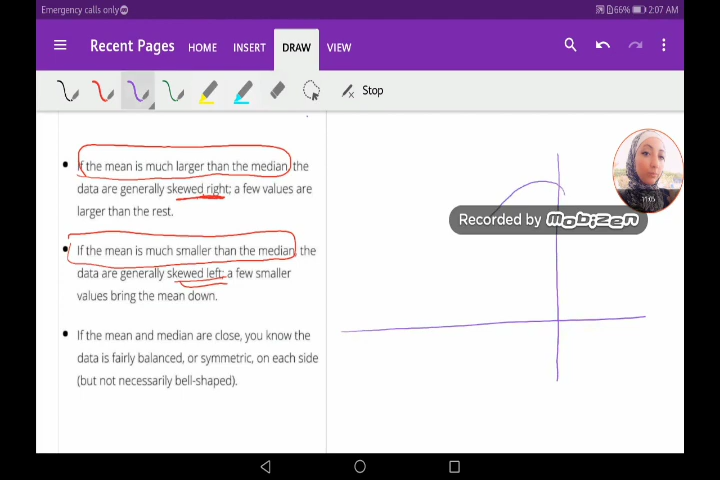 Emergency calls only
66% 2:07 AM
Recent Pages HOME INSERT DRAW VIEW
Stop
If the mean is much larger than the median, the
data are generally skewed right; a few values are
larger than the rest.
If the mean is much smaller than the median, the
data are generally skewed left; a few smaller
values bring the mean down.
If the mean and median are close, you know the
data is fairly balanced, or symmetric, on each side
(but not necessarily bell-shaped).
11:05
Recorded by mobizen